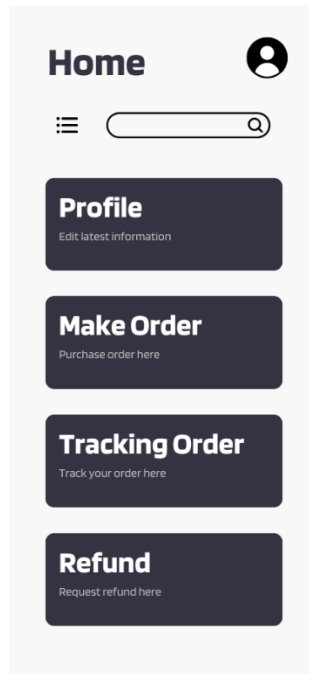 Home
Profile
Edit latest information
Make Order
Purchase order here
Tracking Order
Track your order here
Refund
Request refund here